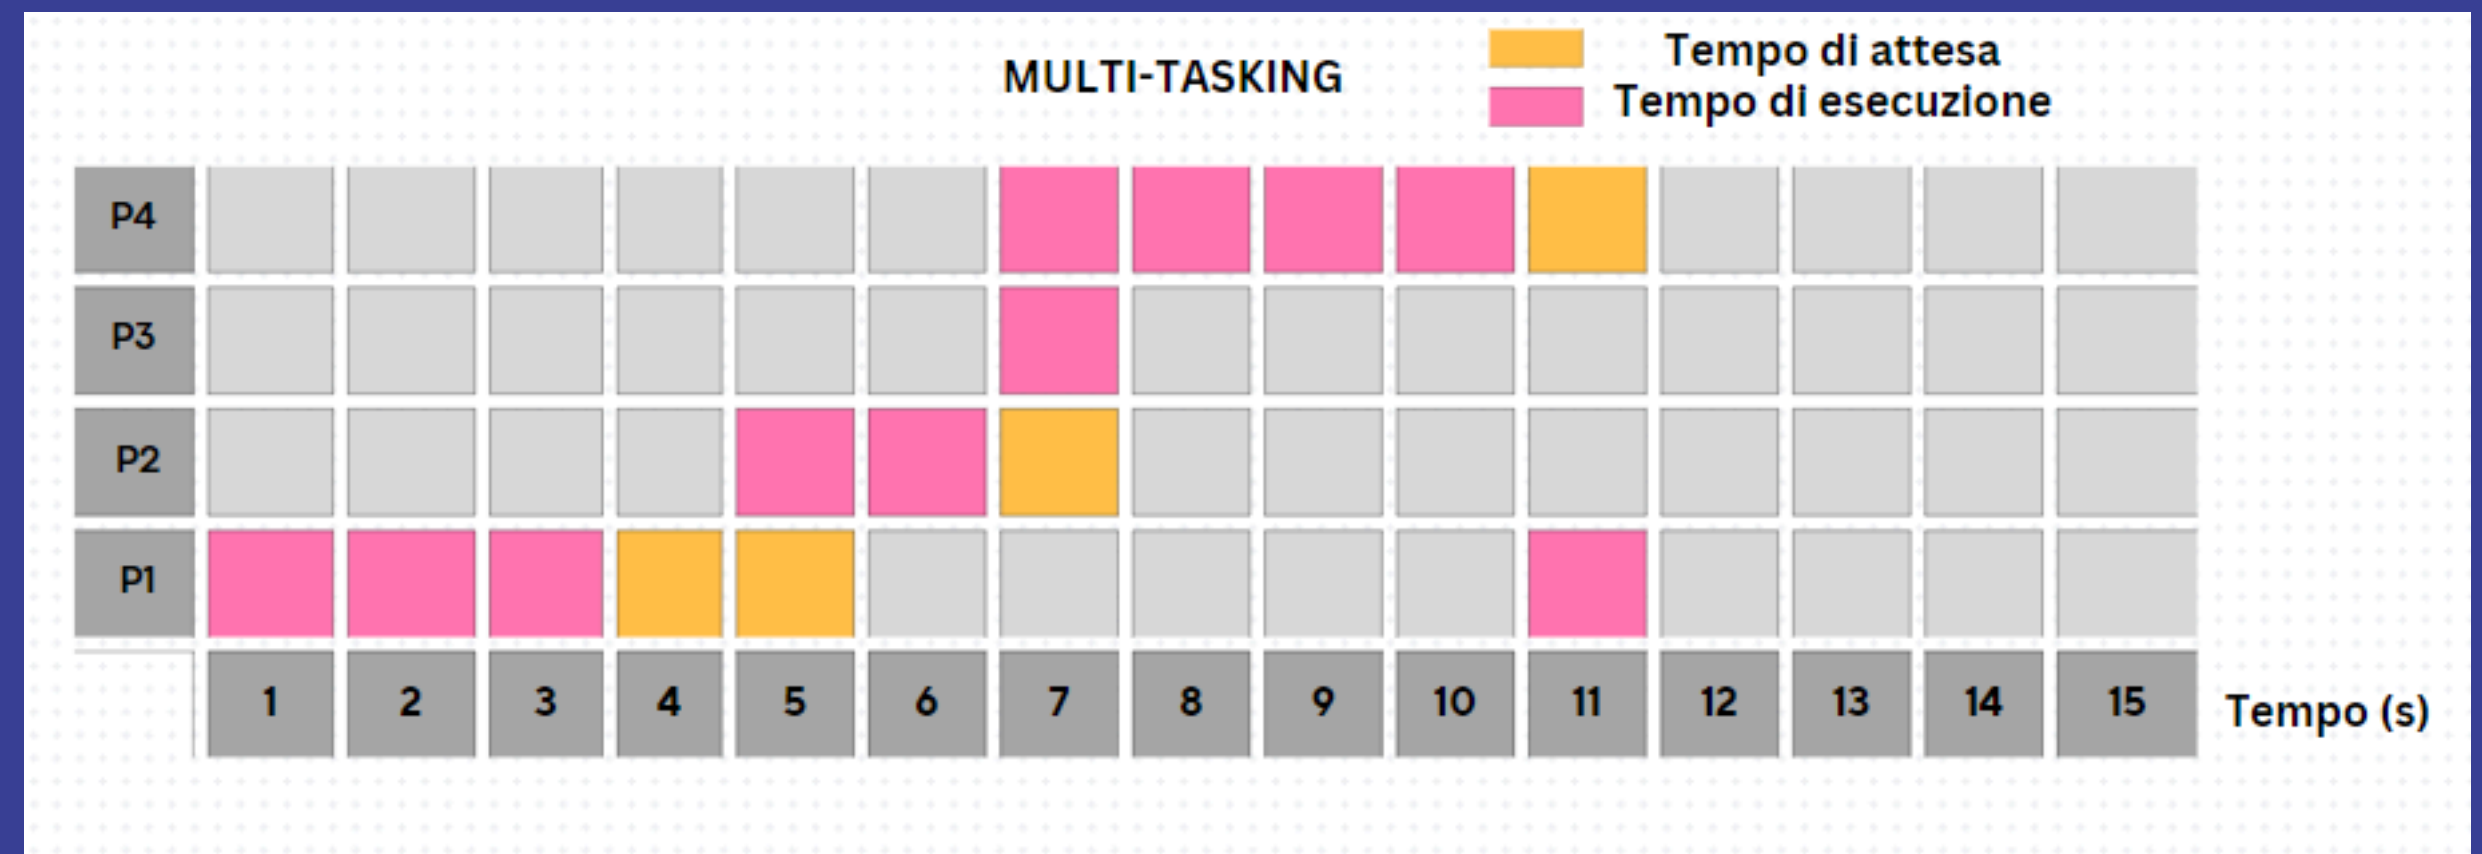 MULTI-TASKING
Tempo di attesa
Tempo di esecuzione
P4
P3
P2
P1
1 2 3 4 5 6 7 8 9 10 11 12 13 14 15 Tempo (s)